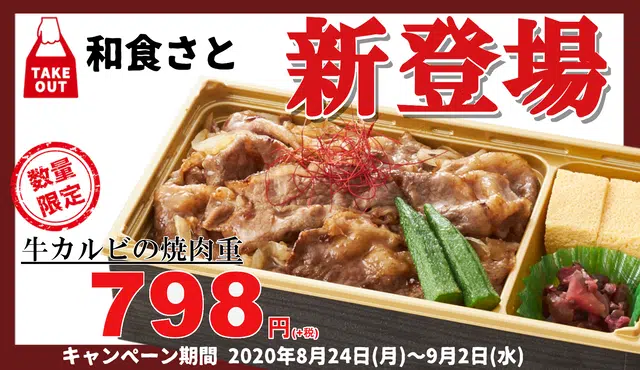 TAKE
OUT
和食さと
新登場
数量
限定
牛カルビの焼肉重
798円(+税)
キャンペーン期間 2020年8月24日(月)～9月2日(水)